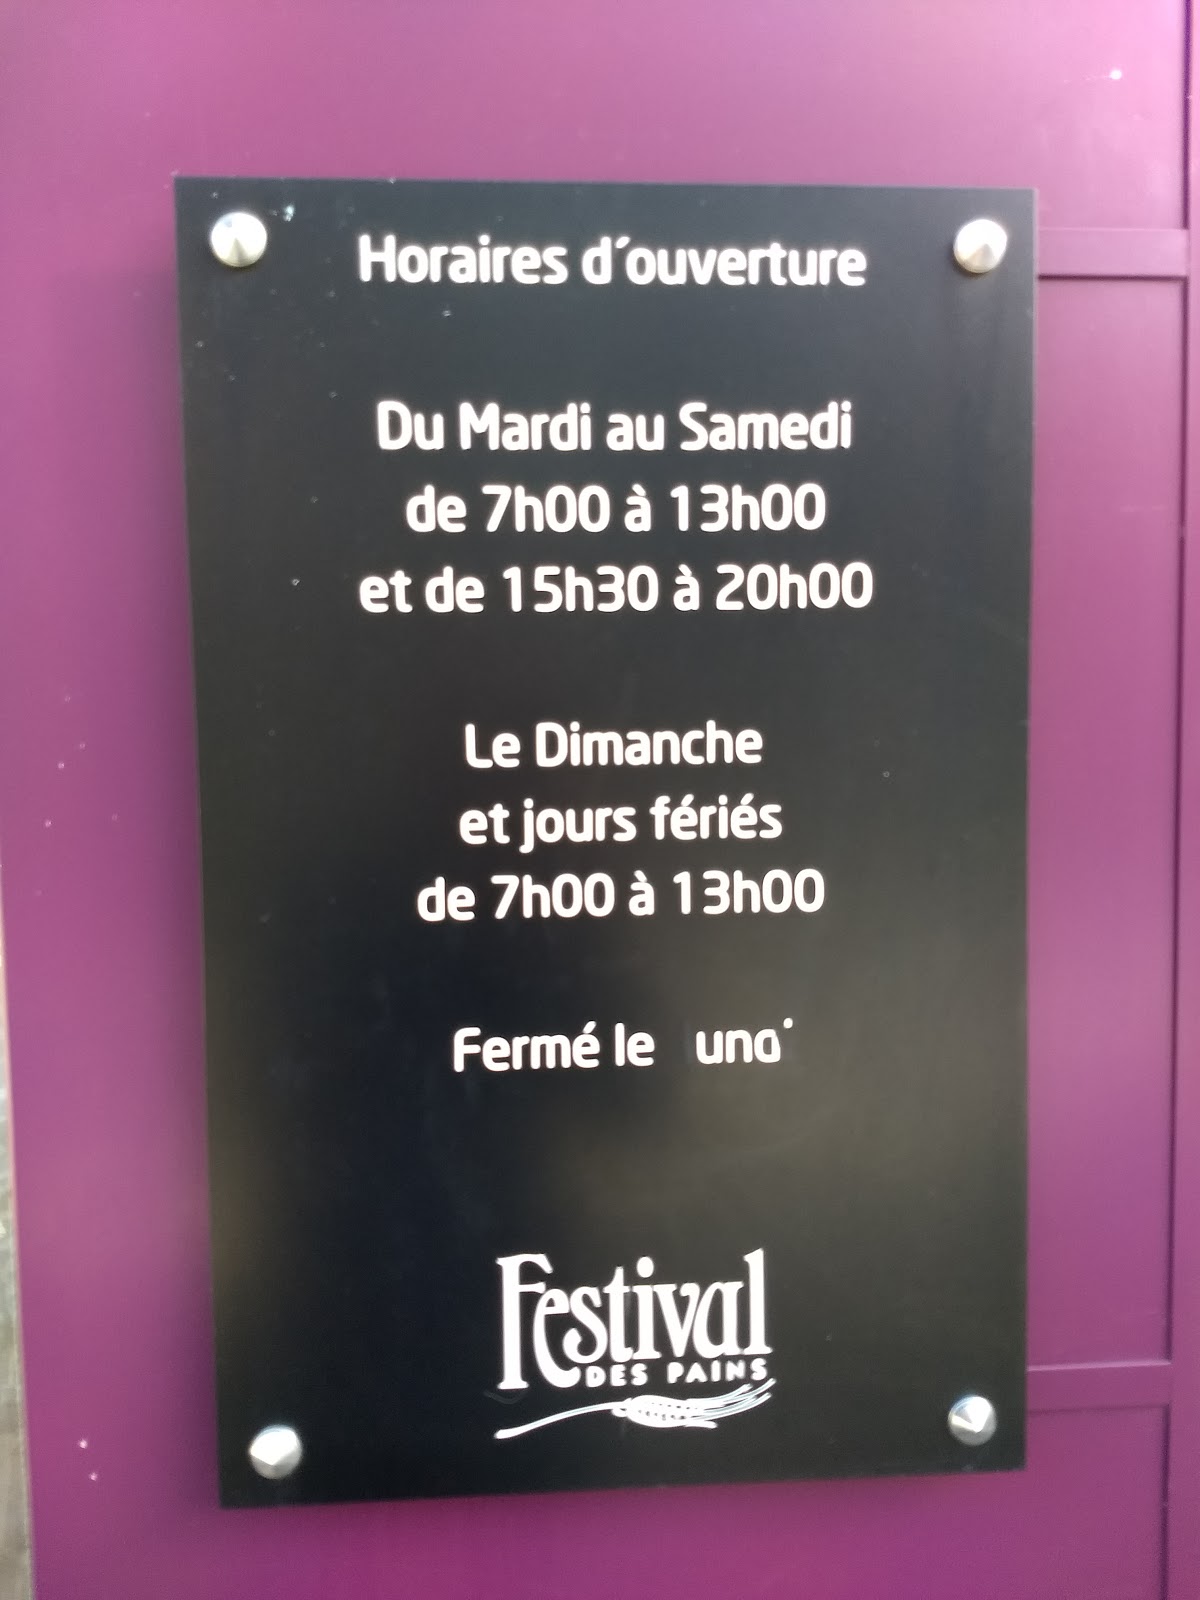 Horaires d´ouverture
Du Mardi au Samedi
de 7h00 à 13h00
et de 15h30 à 20h00
Le Dimanche
et jours fériés
de 7h00 à 13h00
Fermé le
Festival
DES PAINS